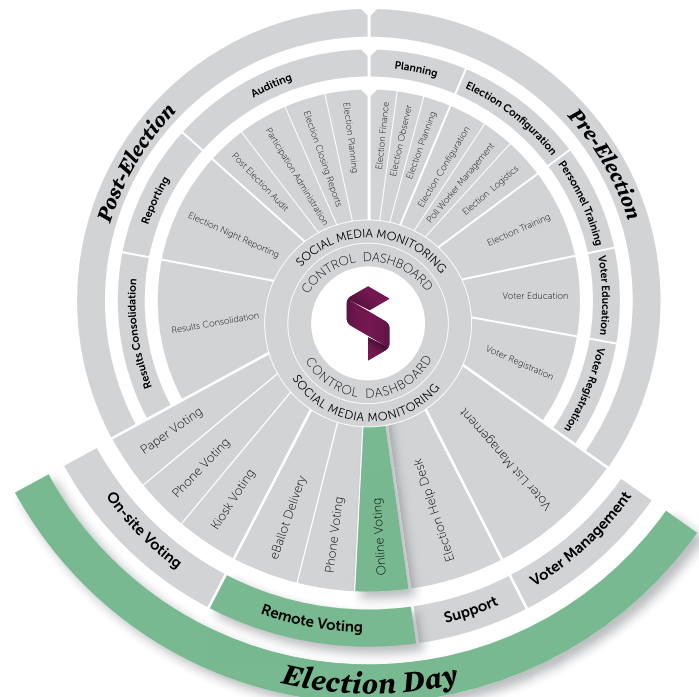 Post-Election
Pre-Election
Auditing
Planning
Election Configuration
Personnel Training
Voter Education
Voter Registration
Reporting
Results Consolidation
Election Planning
Election Closing Reports
Participation Administration
Post Election Audit
Election Night Reporting
Results Consolidation
Election Finance
Election Observer
Election Planning
Election Configuration
Poll Worker Management
Election Logistics
Election Training
Voter Education
Voter Registration
SOCIAL MEDIA MONITORING
CONTROL DASHBOARD
CONTROL DASHBOARD
SOCIAL MEDIA MONITORING
Paper Voting
Phone Voting
Kiosk Voting
eBallot Delivery
Phone Voting
Online Voting
Election Help Desk
Voter List Management
On-site Voting
Remote Voting
Support
Voter Management
Election Day